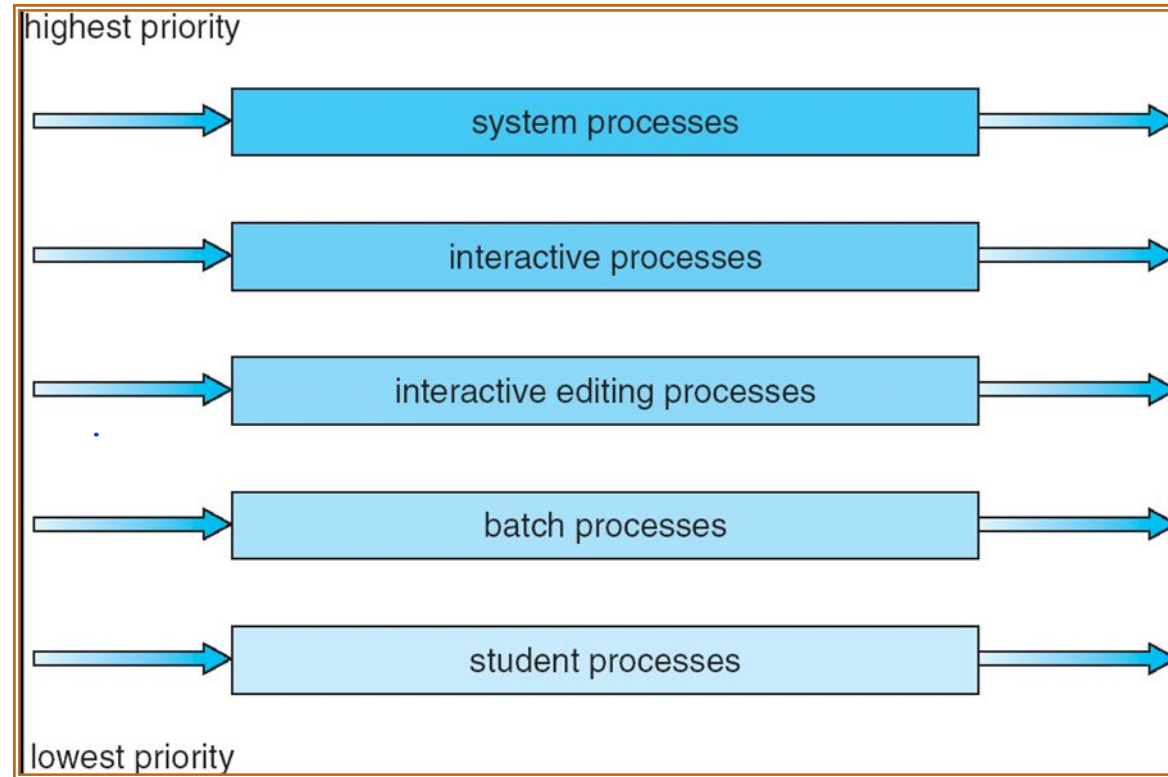 highest priority
system processes
interactive processes
interactive editing processes
batch processes
student processes
lowest priority